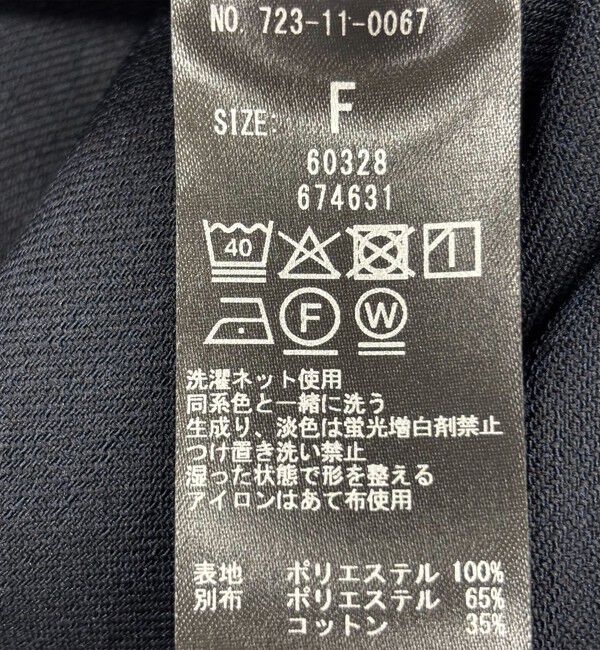 NO. 723-11-0067
SIZE: F
60328
674631
40
F W
洗濯ネット使用
同系色と一緒に洗う
生成り、淡色は蛍光増白剤禁止
つけ置き洗い禁止
湿った状態で形を整える
アイロンはあて布使用
表地 ポリエステル 100%
別布 ポリエステル 65%
コットン 35%